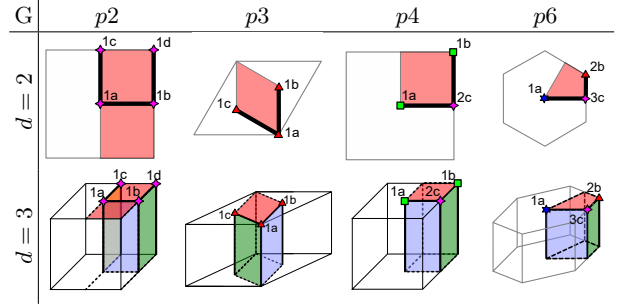 G p2 p3 p4 p6
d = 2
1c 1d
1a 1b
1b
1c
1a
1b
1a 2c
2b
1a
3c
d = 3
1c 1d
1a 1b
1b
1c
1a
1b
1a 2c
2b
1a
3c